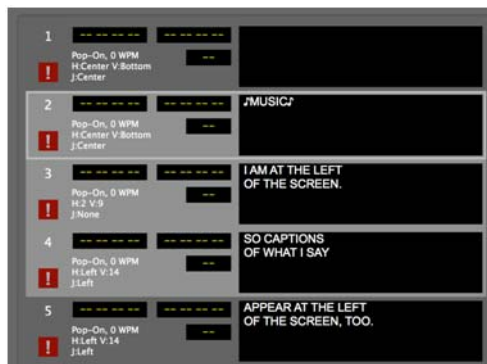 1
-- -- -- -- -- -- -- --
Pop-On, 0 WPM
--
H:Center V:Bottom
J:Center
!
2
-- -- -- -- -- -- -- --
♪MUSIC♪
Pop-On, 0 WPM
--
H:Center V:Bottom
J:Center
!
3
-- -- -- -- -- -- -- --
I AM AT THE LEFT
OF THE SCREEN.
Pop-On, 0 WPM
--
H:2 V:9
J:None
!
4
-- -- -- -- -- -- -- --
SO CAPTIONS
OF WHAT I SAY
Pop-On, 0 WPM
--
H:Left V:14
J:Left
!
5
-- -- -- -- -- -- -- --
APPEAR AT THE LEFT
OF THE SCREEN, TOO.
Pop-On, 0 WPM
--
H:Left V:14
J:Left
!